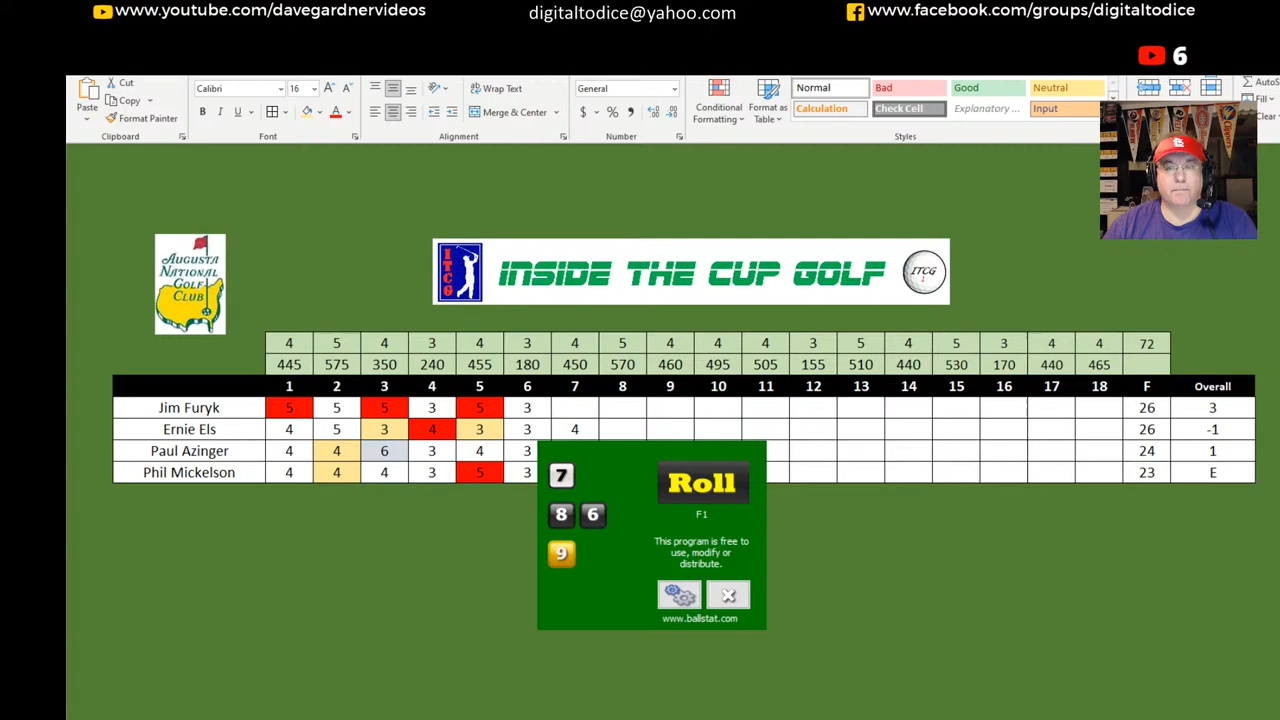 www.youtube.com/davegardnervideos digitaltodice@yahoo.com www.facebook.com/groups/digitaltodice
6
Cut
Copy
Paste
Format Painter
Clipboard
Calibri 16
B I U
Font
Wrap Text
Merge & Center
Alignment
General
$ % ,
Number
Conditional Formatting
Format as Table
Normal Bad Good Neutral
Calculation Check Cell Explanatory ... Input
Styles
AutoS
Fill
Clear
AUGUSTA
NATIONAL
GOLF
CLUB
ITCG
INSIDE THE CUP GOLF
ITCG
1
4 5 4 3 4 3 4 5 4 4 4 3 5 4 5 3 4 4 72
445 575 350 240 455 180 450 570 460 495 505 155 510 440 530 170 440 465
1 2 3 4 5 6 7 8 9 10 11 12 13 14 15 16 17 18 F Overall
Jim Furyk 5 5 5 3 5 3 26 3
Ernie Els 4 5 3 4 3 3 4 26 -1
Paul Azinger 4 4 6 3 4 3 24 1
Phil Mickelson 4 4 4 3 5 3 23 E
7
8 6
9
Roll
F1
This program is free to
use, modify or
distribute.
www.ballstat.com